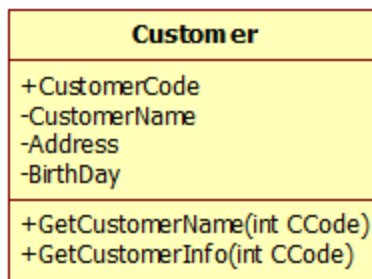 Customer
+CustomerCode
-CustomerName
-Address
-BirthDay
+GetCustomerName(int CCode)
+GetCustomerInfo(int CCode)